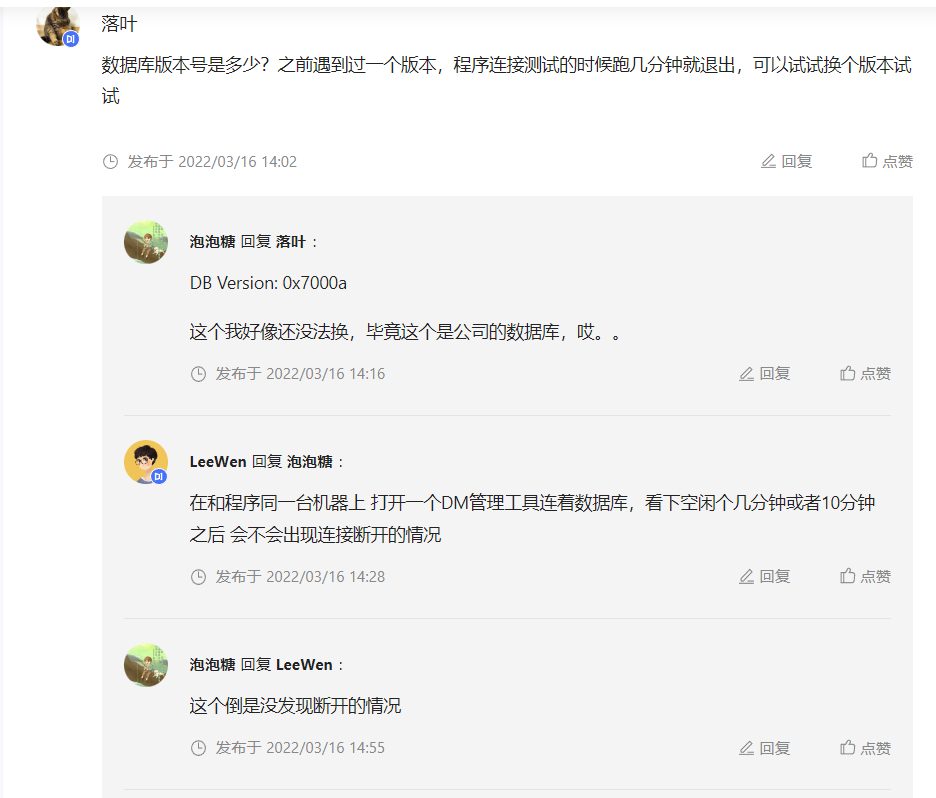 落叶
数据库版本号是多少？之前遇到过一个版本，程序连接测试的时候跑几分钟就退出，可以试试换个版本试
试
发布于 2022/03/16 14:02 回复 点赞
泡泡糖 回复 落叶：
DB Version: 0x7000a
这个我好像还没法换，毕竟这个是公司的数据库，哎。。
发布于 2022/03/16 14:16 回复 点赞
LeeWen 回复 泡泡糖：
在和程序同一台机器上 打开一个DM管理工具连着数据库，看下空闲个几分钟或者10分钟
之后 会不会出现连接断开的情况
发布于 2022/03/16 14:28 回复 点赞
泡泡糖 回复 LeeWen：
这个倒是没发现断开的情况
发布于 2022/03/16 14:55 回复 点赞